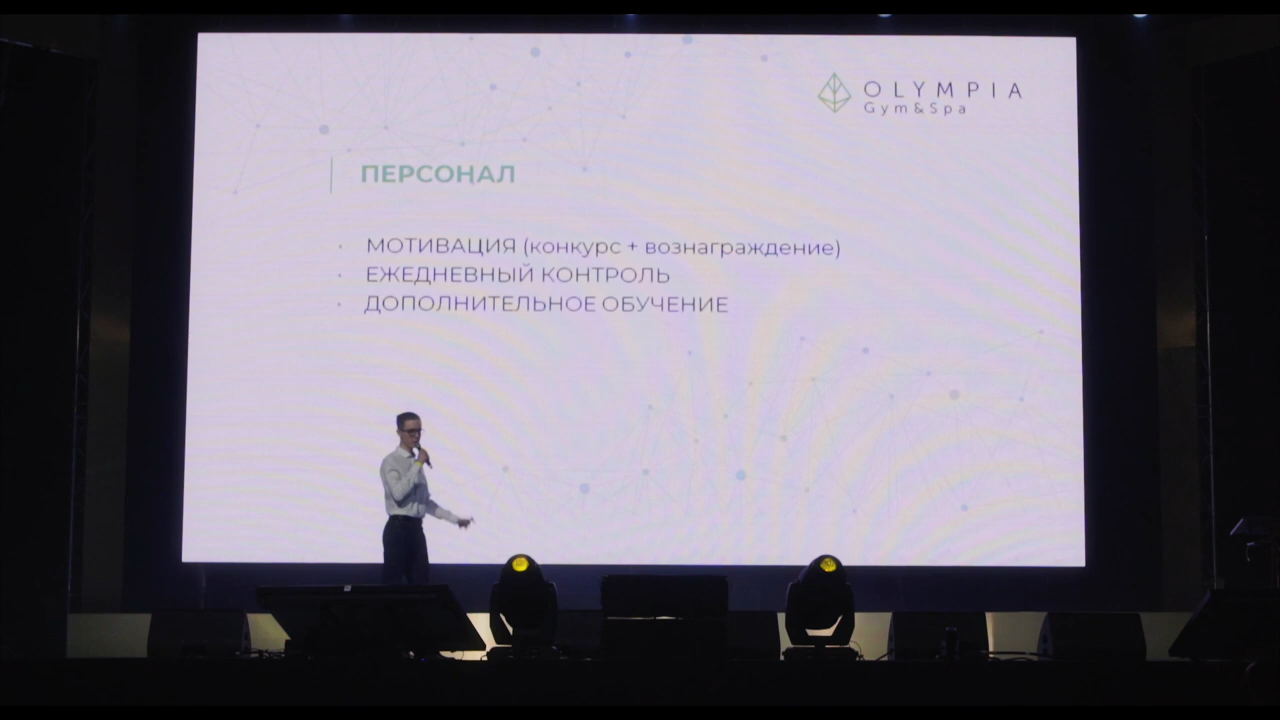 OLYMPIA
Gym&Spa
ПЕРСОНАЛ
МОТИВАЦИЯ (конкурс + вознаграждение)
ЕЖЕДНЕВНЫЙ КОНТРОЛЬ
ДОПОЛНИТЕЛЬНОЕ ОБУЧЕНИЕ